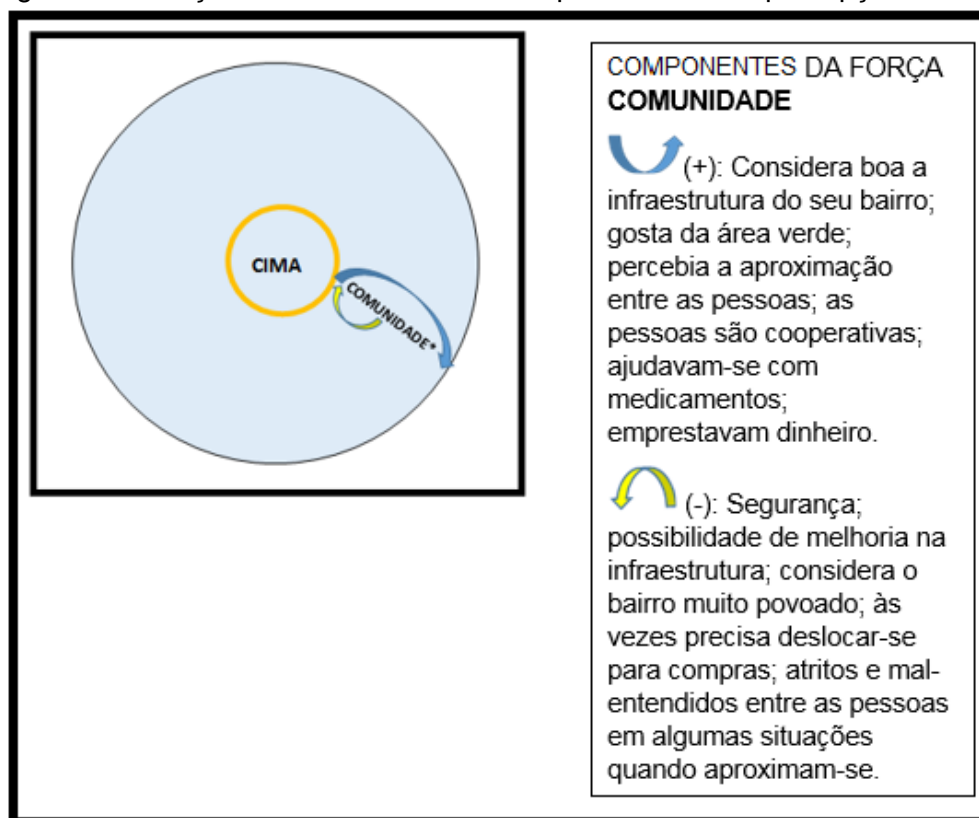 CIMA
COMUNIDADE*
COMPONENTES DA FORÇA
COMUNIDADE
(+): Considera boa a
infraestrutura do seu bairro;
gosta da área verde;
percebia a aproximação
entre as pessoas; as
pessoas são cooperativas;
ajudavam-se com
medicamentos;
emprestavam dinheiro.
(-): Segurança;
possibilidade de melhoria na
infraestrutura; considera o
bairro muito povoado; às
vezes precisa deslocar-se
para compras; atritos e mal-
entendidos entre as pessoas
em algumas situações
quando aproximam-se.